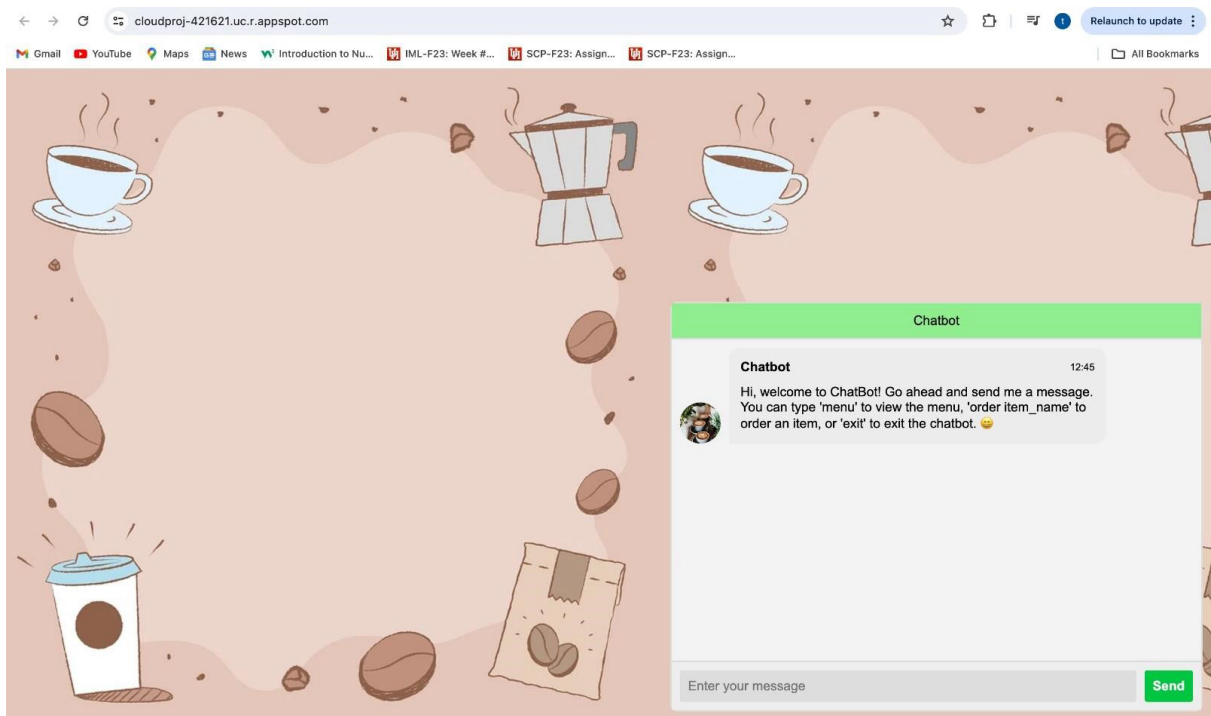 cloudproj-421621.uc.r.appspot.com
t
Relaunch to update
Gmail
YouTube
Maps
News
Introduction to Nu...
IML-F23: Week #...
SCP-F23: Assign...
SCP-F23: Assign...
All Bookmarks
Chatbot
Chatbot 12:45
Hi, welcome to ChatBot! Go ahead and send me a message.
You can type 'menu' to view the menu, 'order item_name' to
order an item, or 'exit' to exit the chatbot. 😄
Enter your message
Send